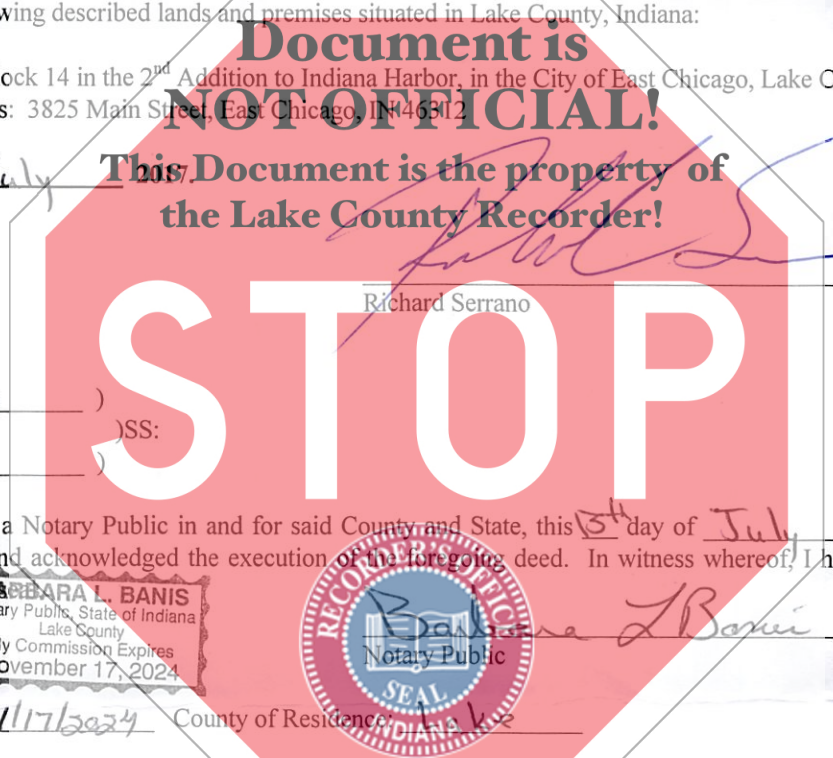 wing described lands and premises situated in Lake County, Indiana:
Document is
ock 14 in the 2nd Addition to Indiana Harbor, in the City of East Chicago, Lake C
s: 3825 Main Street, East Chicago, IN 46312
NOT OFFICIAL!
This Document is the property of
uly 2017.
the Lake County Recorder!
Richard Serrano
STOP
)
)SS:
)
a Notary Public in and for said County and State, this 13th day of July
nd acknowledged the execution of the foregoing deed. In witness whereof, I h
RBARA L. BANIS
ary Public, State of Indiana
Lake County
y Commission Expires
ovember 17, 2024
RECORDER'S OFFICE
SEAL
INDIANA
Barbara L Banis
Notary Public
/17/2024 County of Residence: Lake